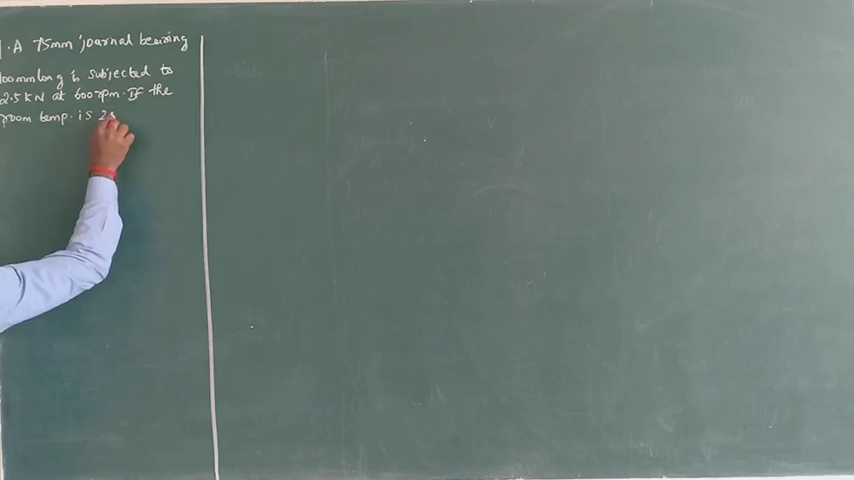 1. A 75mm journal bearing
100mm long is subjected to
2.5 kN at 600 rpm. If the
room temp. is 2